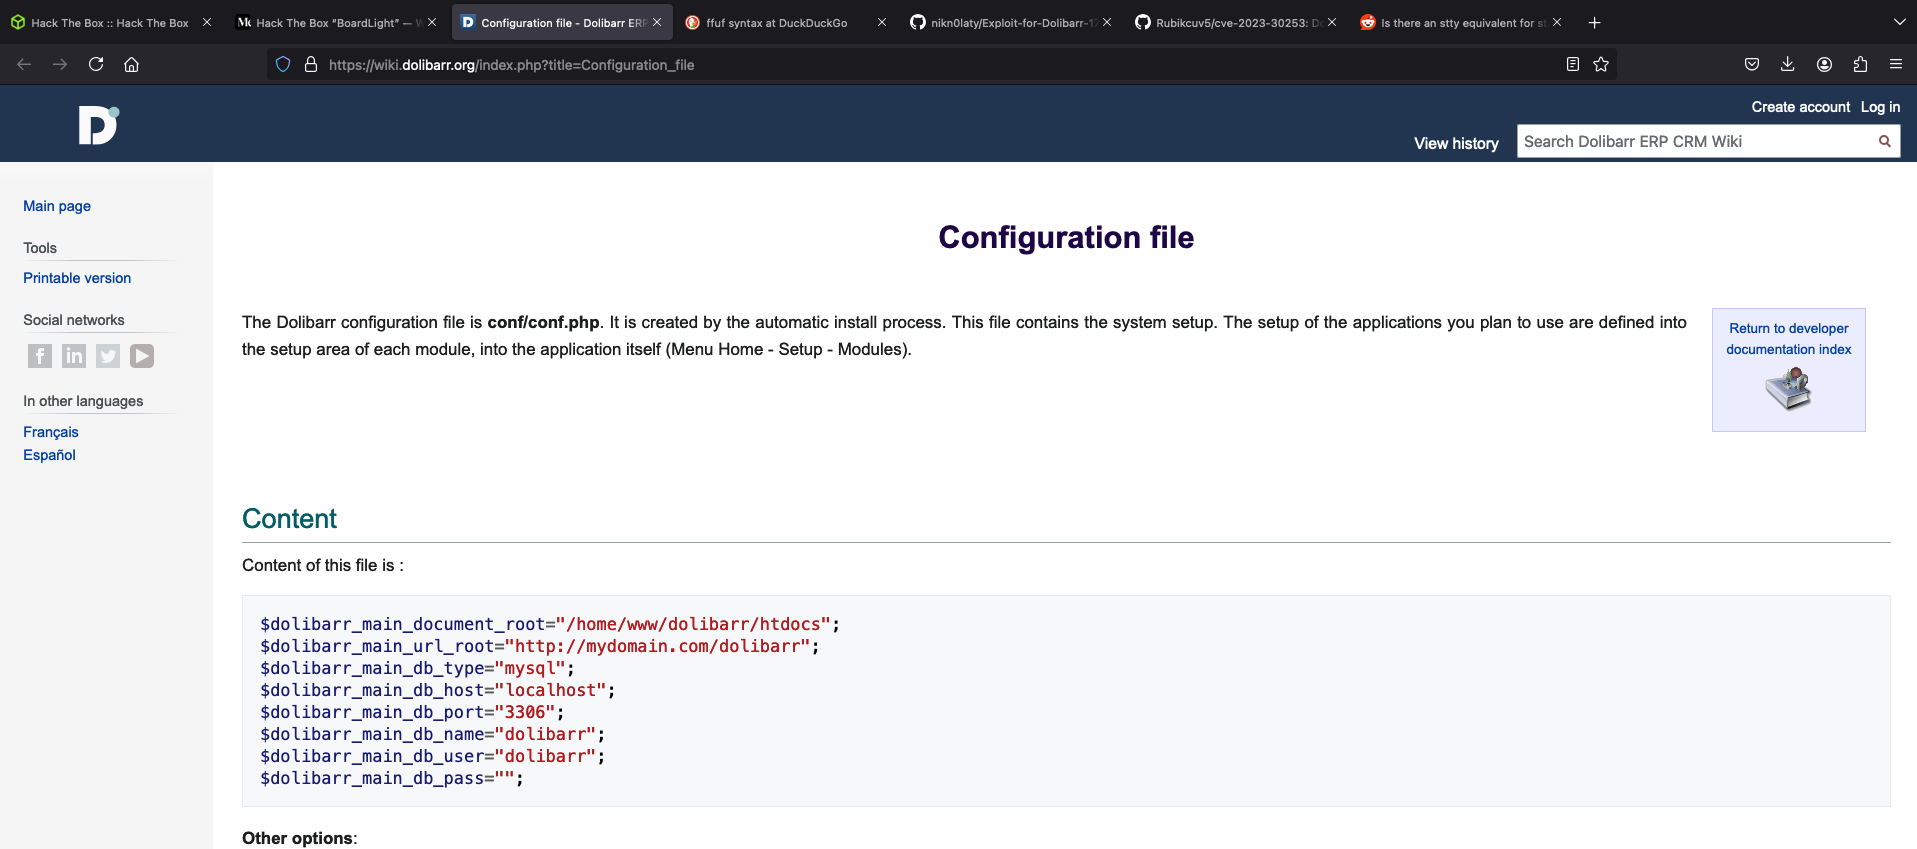 Hack The Box :: Hack The Box
Hack The Box “BoardLight” — W
Configuration file - Dolibarr ERP
ffuf syntax at DuckDuckGo
nikn0laty/Exploit-for-Dolibarr-17
Rubikcuv5/cve-2023-30253: Do
Is there an stty equivalent for st
https://wiki.dolibarr.org/index.php?title=Configuration_file
Create account Log in
View history
Search Dolibarr ERP CRM Wiki
Main page
Tools
Printable version
Social networks
In other languages
Français
Español
Configuration file
The Dolibarr configuration file is conf/conf.php. It is created by the automatic install process. This file contains the system setup. The setup of the applications you plan to use are defined into
the setup area of each module, into the application itself (Menu Home - Setup - Modules).
Return to developer
documentation index
Content
Content of this file is :
$dolibarr_main_document_root="/home/www/dolibarr/htdocs";
$dolibarr_main_url_root="http://mydomain.com/dolibarr";
$dolibarr_main_db_type="mysql";
$dolibarr_main_db_host="localhost";
$dolibarr_main_db_port="3306";
$dolibarr_main_db_name="dolibarr";
$dolibarr_main_db_user="dolibarr";
$dolibarr_main_db_pass="";
Other options: